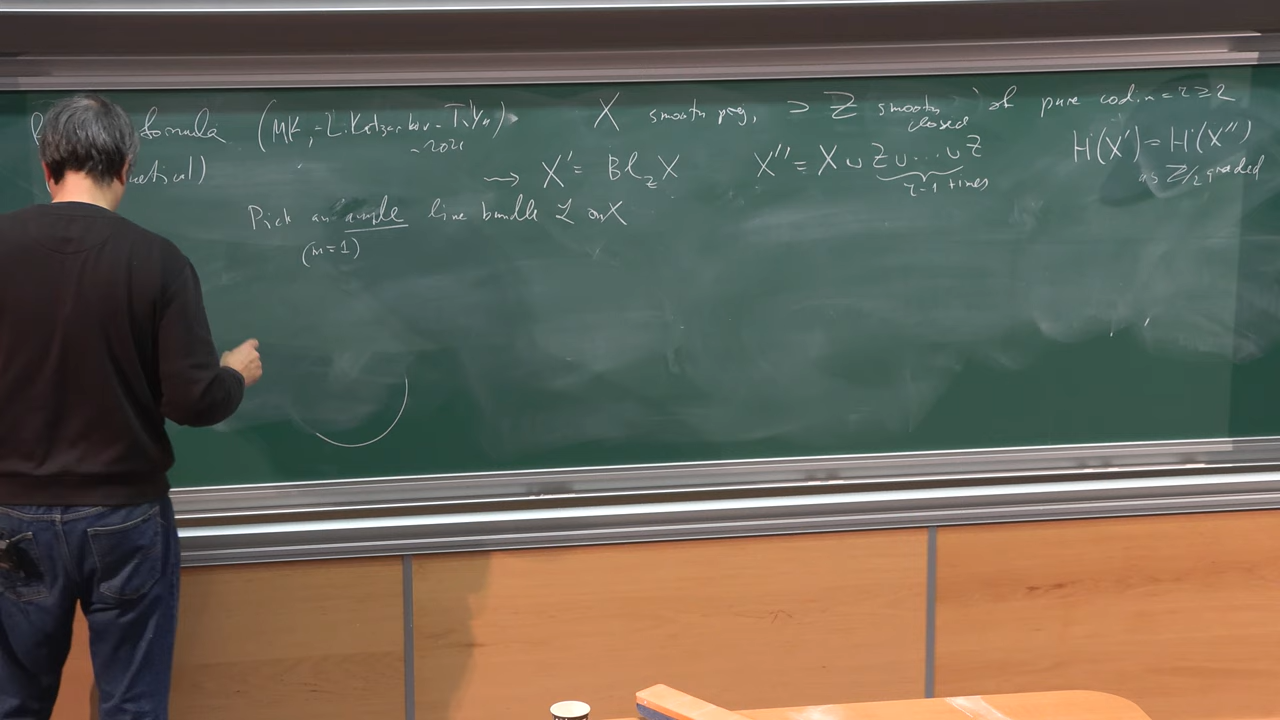 formula (MK, -L.Katzarkov - T.Yu, X smooth proj, ⊃ Z smooth closed of pure codim = r ≥ 2
~2021
⇝ X' = Bl_Z X X'' = X ∪ Z ∪ ... ∪ Z H(X') = H(X'')
r-1 times as Z/2 graded
Pick an ample line bundle L on X
(m=1)